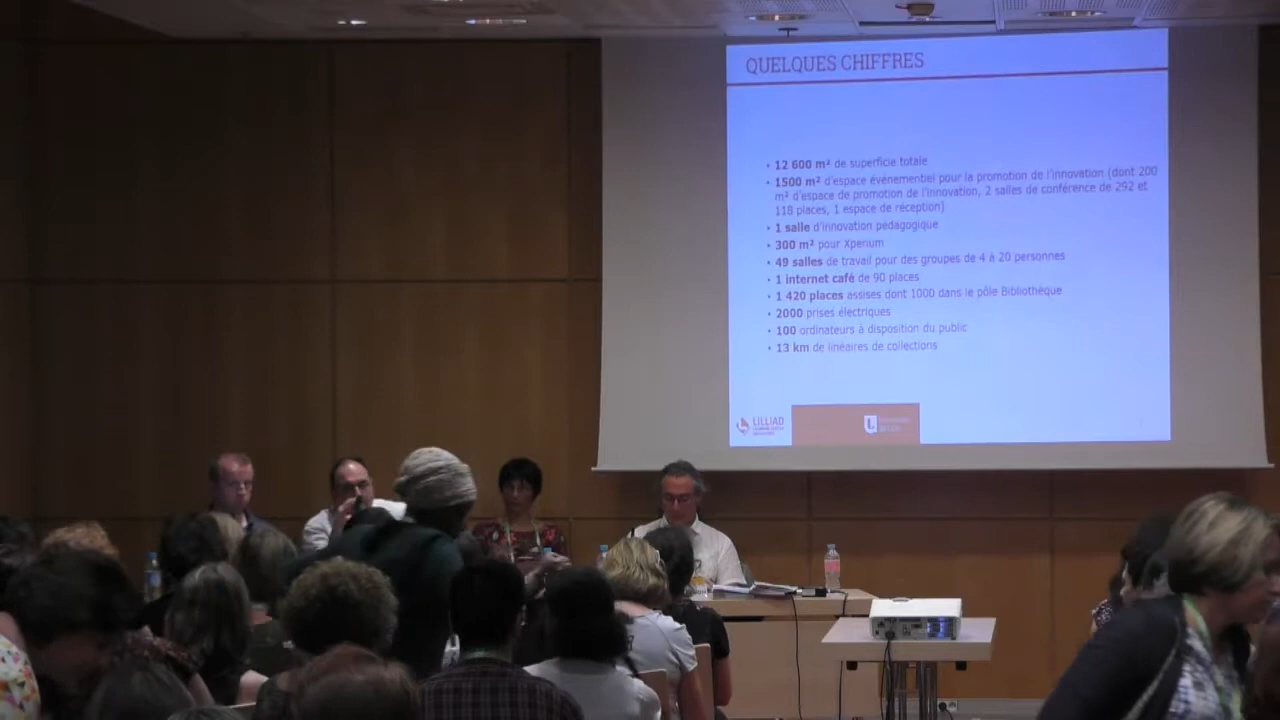 QUELQUES CHIFFRES
• 12 600 m² de superficie totale
• 1500 m² d'espace événementiel pour la promotion de l'innovation (dont 200
m² d'espace de promotion de l'innovation, 2 salles de conférence de 292 et
118 places, 1 espace de réception)
• 1 salle d'innovation pédagogique
• 300 m² pour Xperium
• 49 salles de travail pour des groupes de 4 à 20 personnes
• 1 internet café de 90 places
• 1 420 places assises dont 1000 dans le pôle Bibliothèque
• 2000 prises électriques
• 100 ordinateurs à disposition du public
• 13 km de linéaires de collections
LILLIAD